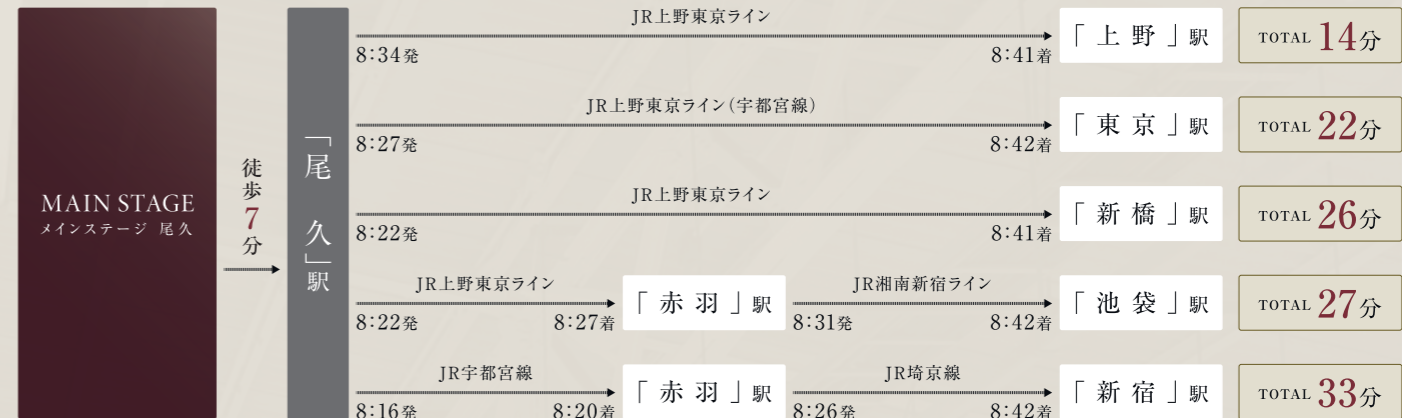 MAIN STAGE
メインステージ 尾久
徒歩7分
「尾久」駅
JR上野東京ライン
8:34発
8:41着
「上野」駅
TOTAL 14分
JR上野東京ライン(宇都宮線)
8:27発
8:42着
「東京」駅
TOTAL 22分
JR上野東京ライン
8:22発
8:41着
「新橋」駅
TOTAL 26分
JR上野東京ライン
8:22発
8:27着
「赤羽」駅
JR湘南新宿ライン
8:31発
8:42着
「池袋」駅
TOTAL 27分
JR宇都宮線
8:16発
8:20着
「赤羽」駅
JR埼京線
8:26発
8:42着
「新宿」駅
TOTAL 33分